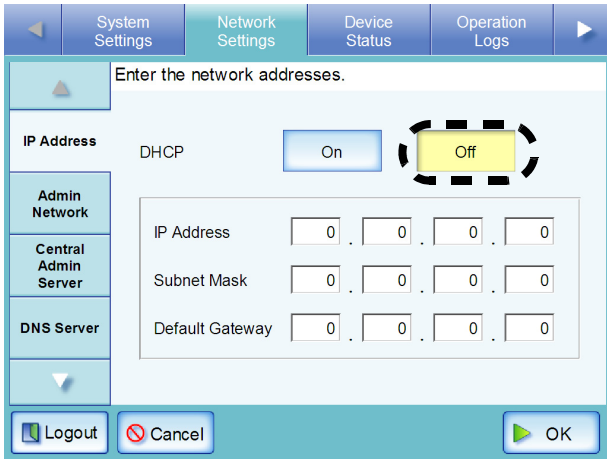 System Settings
Network Settings
Device Status
Operation Logs
Enter the network addresses.
IP Address
Admin Network
Central Admin Server
DNS Server
DHCP On Off
IP Address 0 . 0 . 0 . 0
Subnet Mask 0 . 0 . 0 . 0
Default Gateway 0 . 0 . 0 . 0
Logout Cancel OK